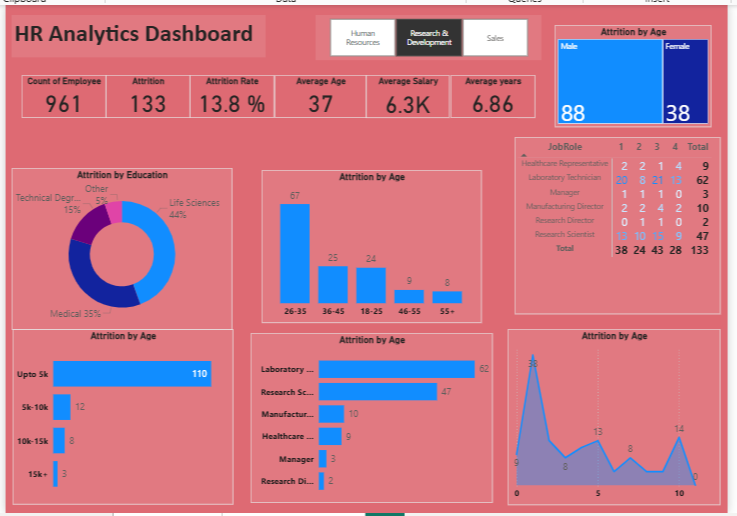 HR Analytics Dashboard
Human
Resources
Research &
Development
Sales
Count of Employee
961
Attrition
133
Attrition Rate
13.8 %
Average Age
37
Average Salary
6.3K
Average years
6.86
Attrition by Age
Male
88
Female
38
JobRole 1 2 3 4 Total
Healthcare Representative 2 2 1 4 9
Laboratory Technician 20 8 21 62
Manager 1 1 1 0 3
Manufacturing Director 2 2 4 2 10
Research Director 0 1 1 0 2
Research Scientist 10 9 47
Total 38 24 43 28 133
Attrition by Education
Other
5%
Technical Degr...
15%
Life Sciences
44%
Medical 35%
Attrition by Age
67
25
24
9
8
26-35 36-45 18-25 46-55 55+
Attrition by Age
Upto 5k 110
5k-10k 12
10k-15k 8
15k+ 3
Attrition by Age
Laboratory ... 62
Research Sc... 47
Manufactur... 10
Healthcare ... 9
Manager 3
Research Di... 2
Attrition by Age
9
38
8
13
8
14
0
0 5 10